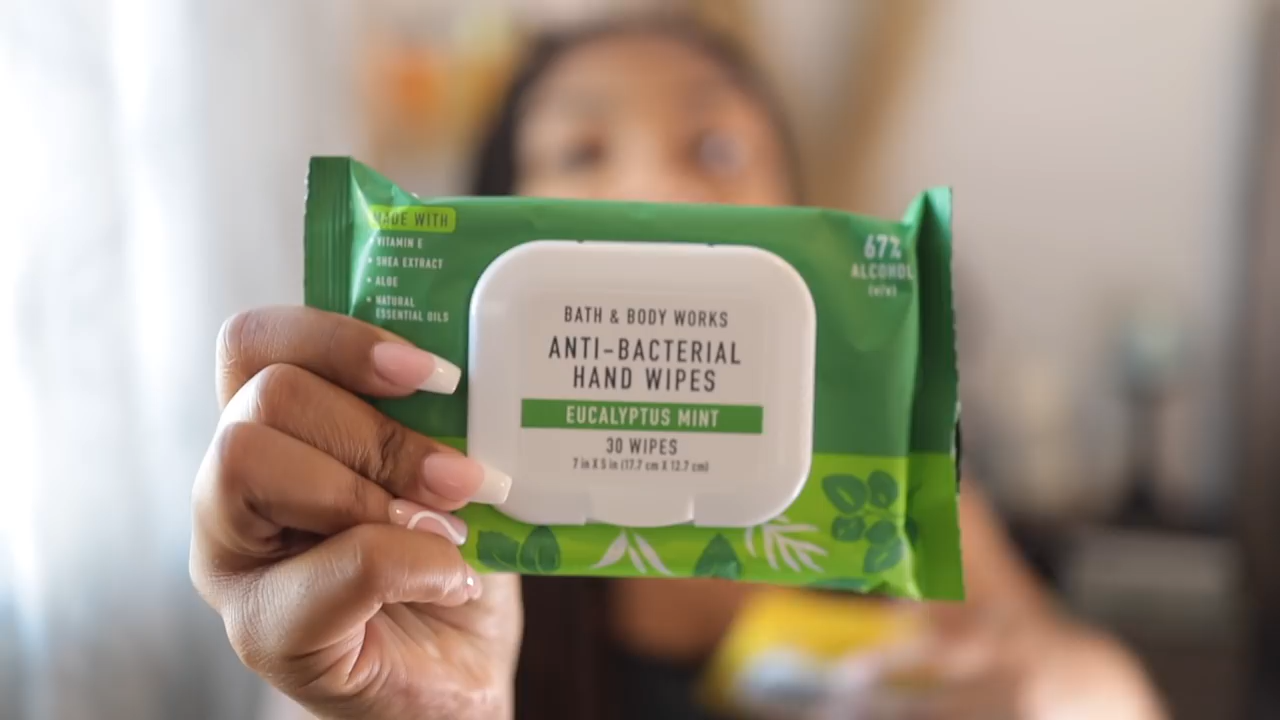 MADE WITH
• VITAMIN E
• SHEA EXTRACT
• ALOE
• NATURAL
ESSENTIAL OILS
67%
ALCOHOL
(v/v)
BATH & BODY WORKS
ANTI-BACTERIAL
HAND WIPES
EUCALYPTUS MINT
30 WIPES
7 in X 5 in (17.7 cm X 12.7 cm)